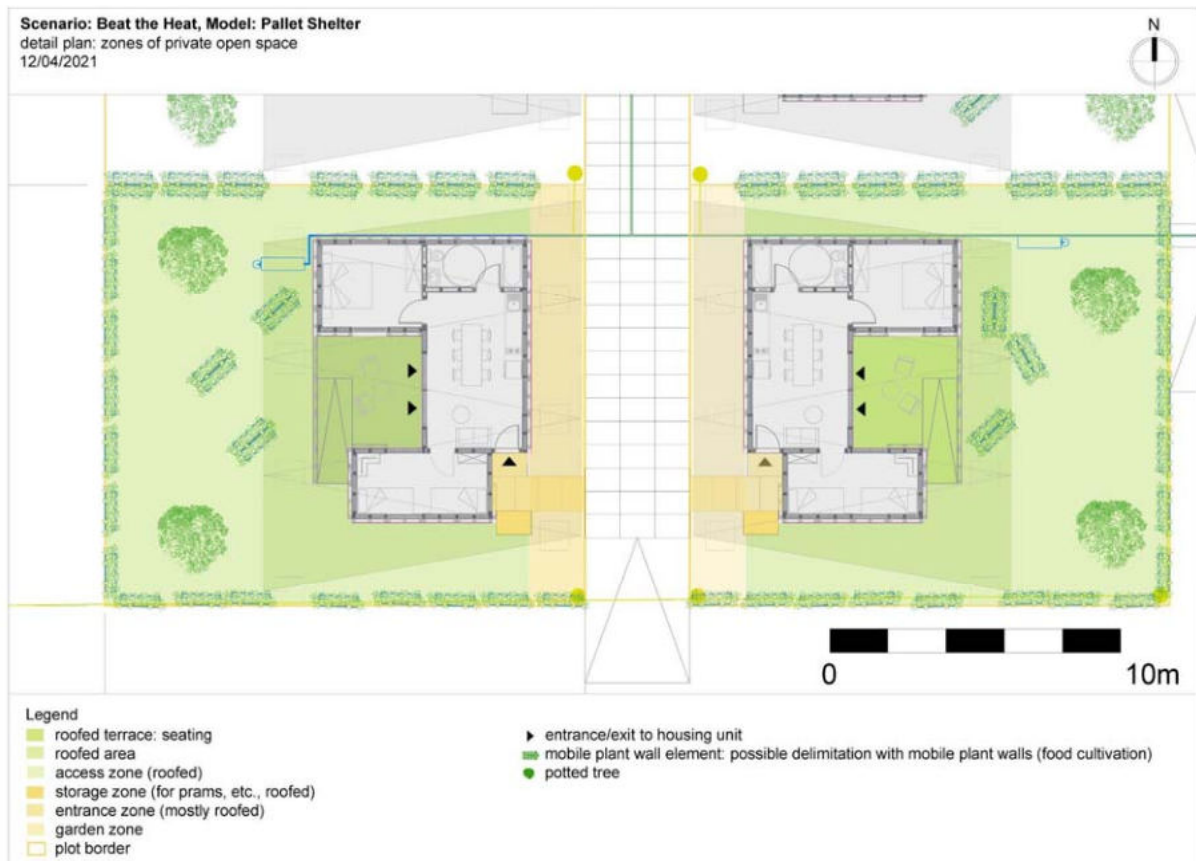 Scenario: Beat the Heat, Model: Pallet Shelter
detail plan: zones of private open space
12/04/2021
N
0
10m
Legend
roofed terrace: seating
roofed area
access zone (roofed)
storage zone (for prams, etc., roofed)
entrance zone (mostly roofed)
garden zone
plot border
entrance/exit to housing unit
mobile plant wall element: possible delimitation with mobile plant walls (food cultivation)
potted tree